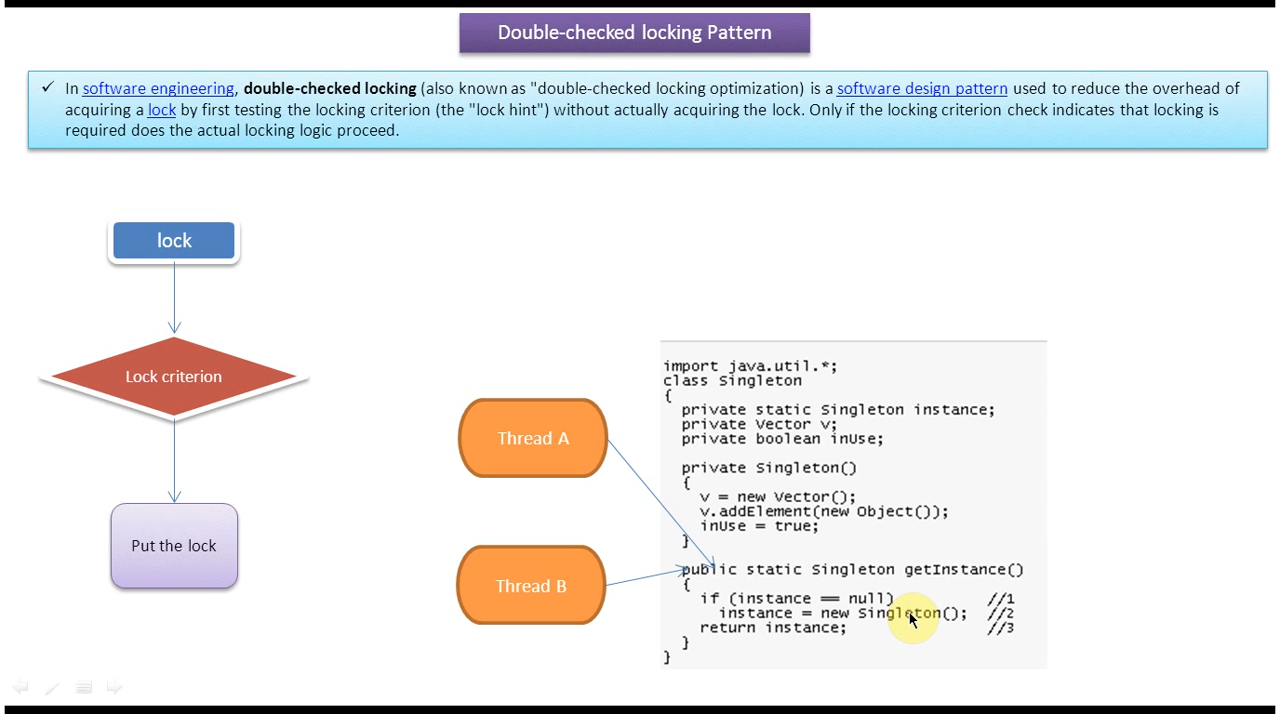 Double-checked locking Pattern
✓ In software engineering, double-checked locking (also known as "double-checked locking optimization) is a software design pattern used to reduce the overhead of
acquiring a lock by first testing the locking criterion (the "lock hint") without actually acquiring the lock. Only if the locking criterion check indicates that locking is
required does the actual locking logic proceed.
lock
Lock criterion
Put the lock
Thread A
Thread B
import java.util.*;
class Singleton
{
private static Singleton instance;
private Vector v;
private boolean inUse;
private Singleton()
{
v = new Vector();
v.addElement(new Object());
inUse = true;
}
public static Singleton getInstance()
{
if (instance == null) //1
instance = new Singleton(); //2
return instance; //3
}
}